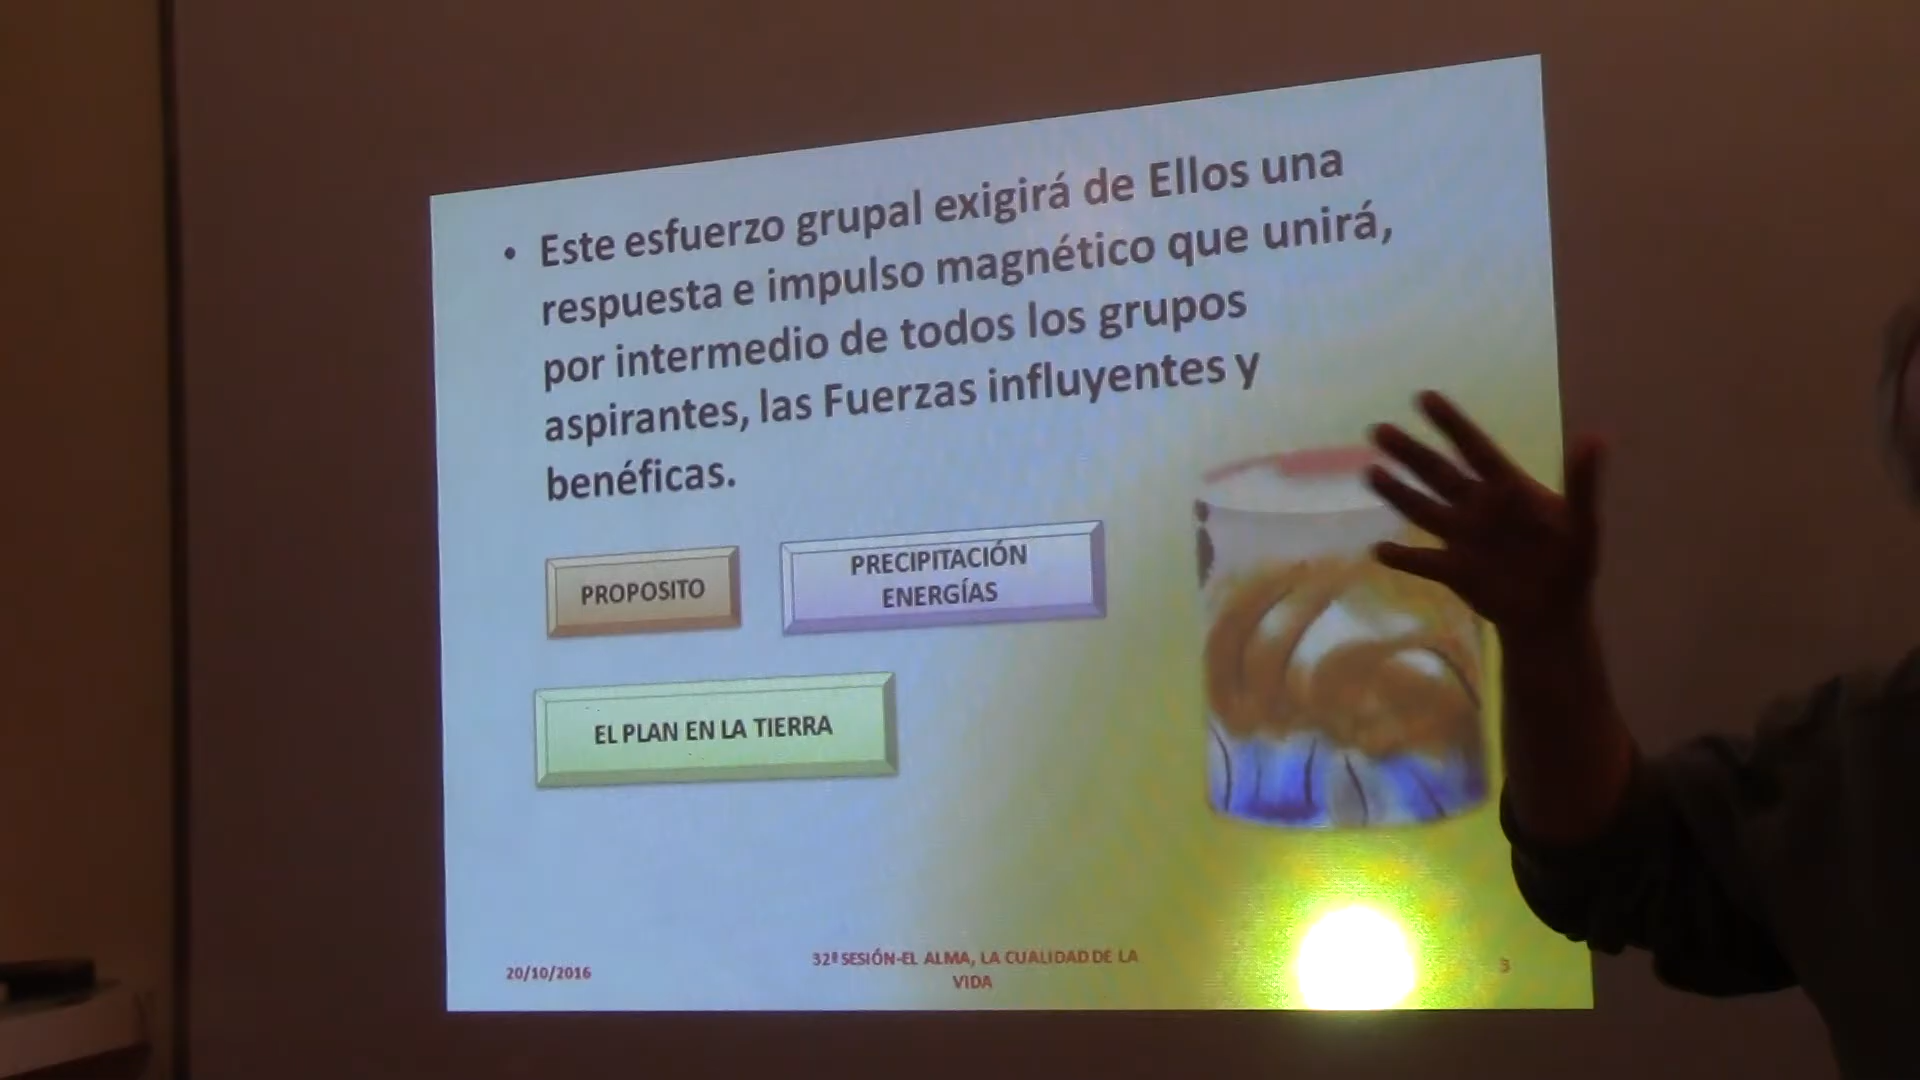 • Este esfuerzo grupal exigirá de Ellos una
respuesta e impulso magnético que unirá,
por intermedio de todos los grupos
aspirantes, las Fuerzas influyentes y
benéficas.
PROPOSITO
PRECIPITACIÓN
ENERGÍAS
EL PLAN EN LA TIERRA
20/10/2016
32ª SESIÓN-EL ALMA, LA CUALIDAD DE LA
VIDA
3